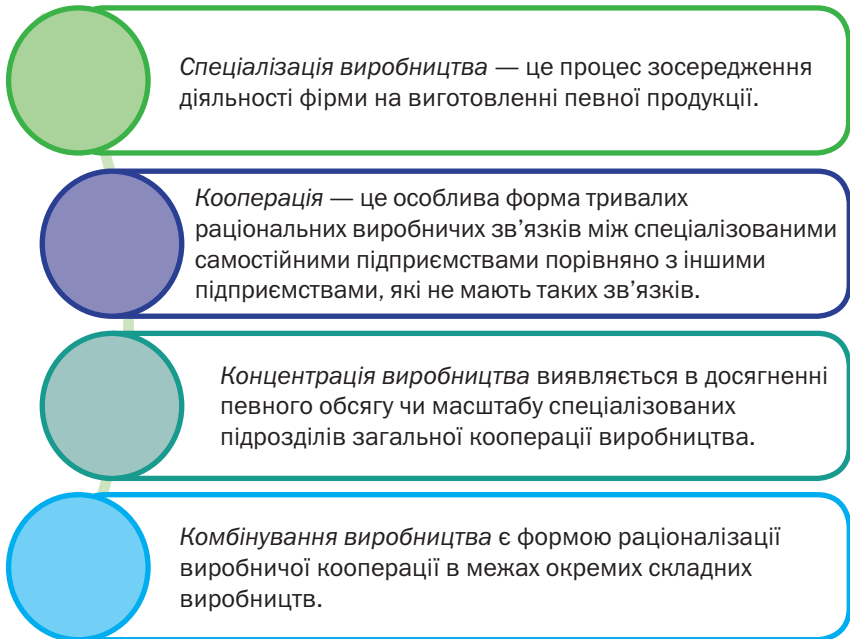 Спеціалізація виробництва — це процес зосередження
діяльності фірми на виготовленні певної продукції.
Кооперація — це особлива форма тривалих
раціональних виробничих зв’язків між спеціалізованими
самостійними підприємствами порівняно з іншими
підприємствами, які не мають таких зв’язків.
Концентрація виробництва виявляється в досягненні
певного обсягу чи масштабу спеціалізованих
підрозділів загальної кооперації виробництва.
Комбінування виробництва є формою раціоналізації
виробничої кооперації в межах окремих складних
виробництв.